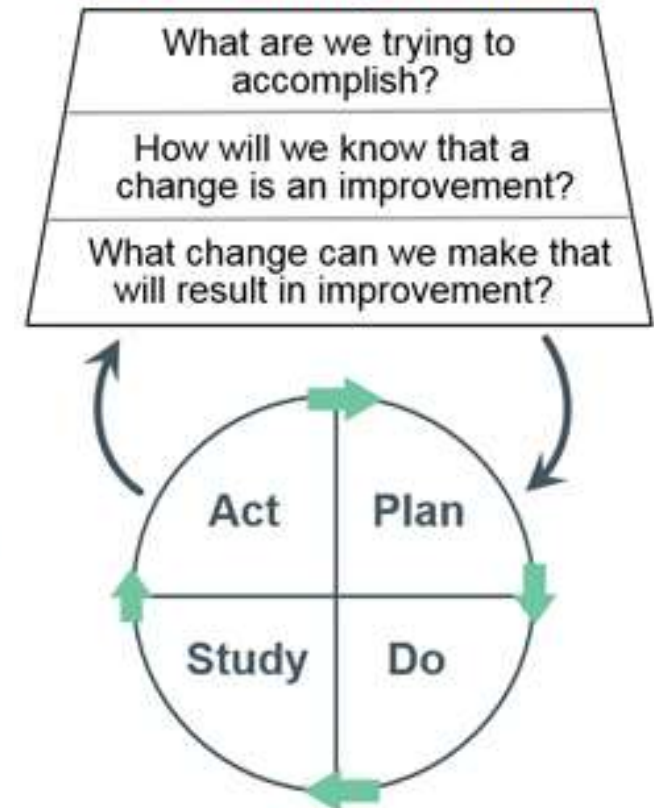 What are we trying to
accomplish?
How will we know that a
change is an improvement?
What change can we make that
will result in improvement?
Act
Plan
Study
Do